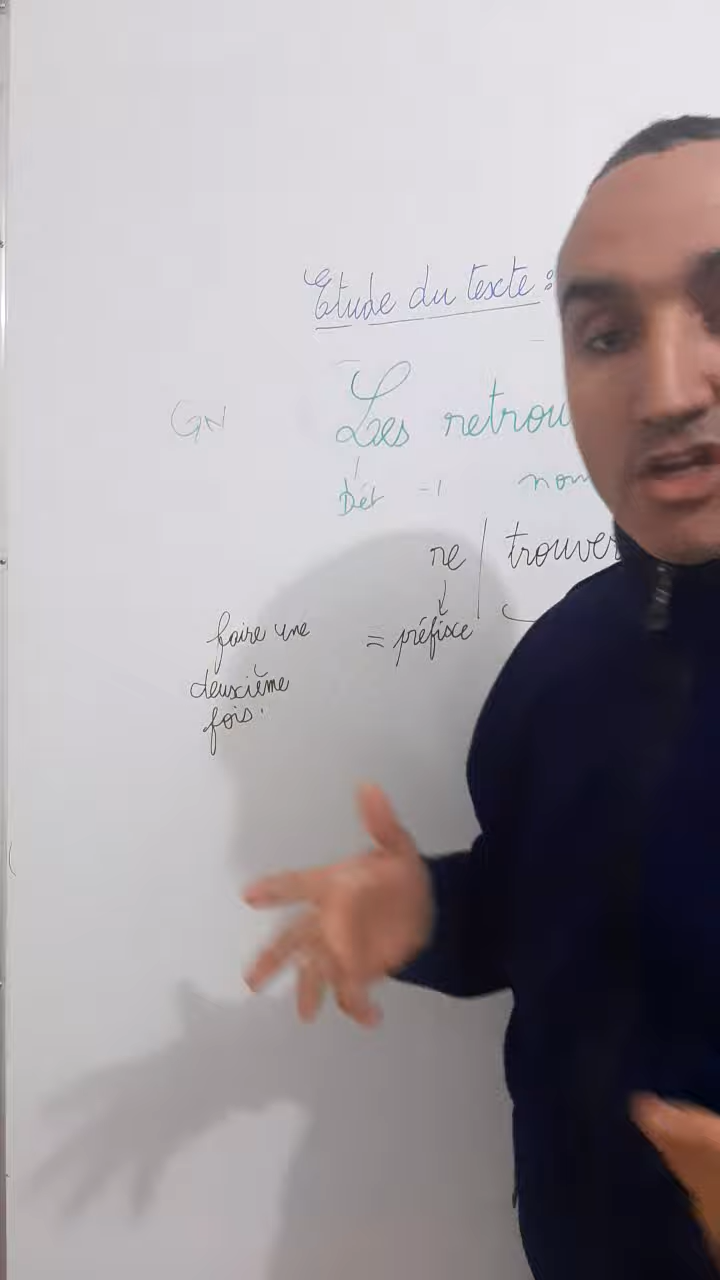 Etude du texte :
GN Les retrou
Dét nom
re | trouver
faire une = préfixe
deuxième
fois.